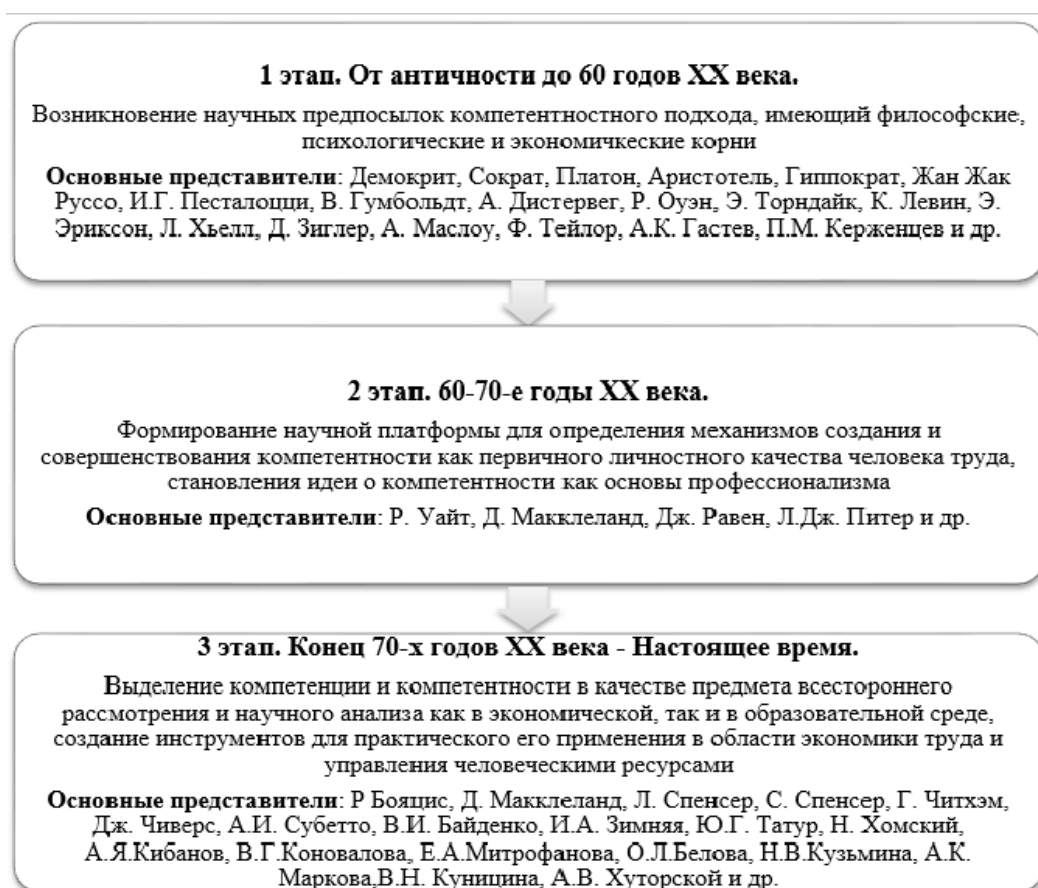 1 этап. От античности до 60 годов XX века.
Возникновение научных предпосылок компетентностного подхода, имеющий философские,
психологические и экономичкеские корни
Основные представители: Демокрит, Сократ, Платон, Аристотель, Гиппократ, Жан Жак
Руссо, И.Г. Песталоцци, В. Гумбольдт, А. Дистервег, Р. Оуэн, Э. Торндайк, К. Левин, Э.
Эриксон, Л. Хьелл, Д. Зиглер, А. Маслоу, Ф. Тейлор, А.К. Гастев, П.М. Керженцев и др.
2 этап. 60-70-е годы XX века.
Формирование научной платформы для определения механизмов создания и
совершенствования компетентности как первичного личностного качества человека труда,
становления идеи о компетентности как основы профессионализма
Основные представители: Р. Уайт, Д. Макклеланд, Дж. Равен, Л.Дж. Питер и др.
3 этап. Конец 70-х годов XX века - Настоящее время.
Выделение компетенции и компетентности в качестве предмета всестороннего
рассмотрения и научного анализа как в экономической, так и в образовательной среде,
создание инструментов для практического его применения в области экономики труда и
управления человеческими ресурсами
Основные представители: Р Бояцис, Д. Макклеланд, Л. Спенсер, С. Спенсер, Г. Читхэм,
Дж. Чиверс, А.И. Субетто, В.И. Байденко, И.А. Зимняя, Ю.Г. Татур, Н. Хомский,
А.Я.Кибанов, В.Г.Коновалова, Е.А.Митрофанова, О.Л.Белова, Н.В.Кузьмина, А.К.
Маркова,В.Н. Куницина, А.В. Хуторской и др.